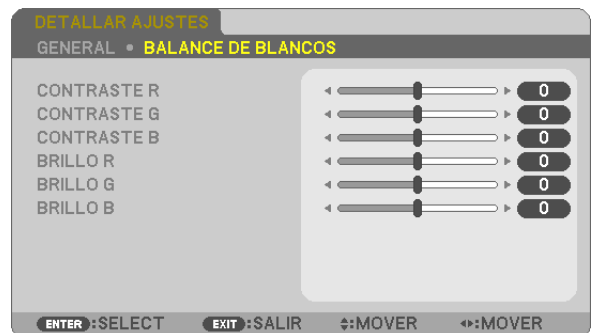 DETALLAR AJUSTES
GENERAL • BALANCE DE BLANCOS
CONTRASTE R 0
CONTRASTE G 0
CONTRASTE B 0
BRILLO R 0
BRILLO G 0
BRILLO B 0
ENTER :SELECT EXIT :SALIR :MOVER :MOVER